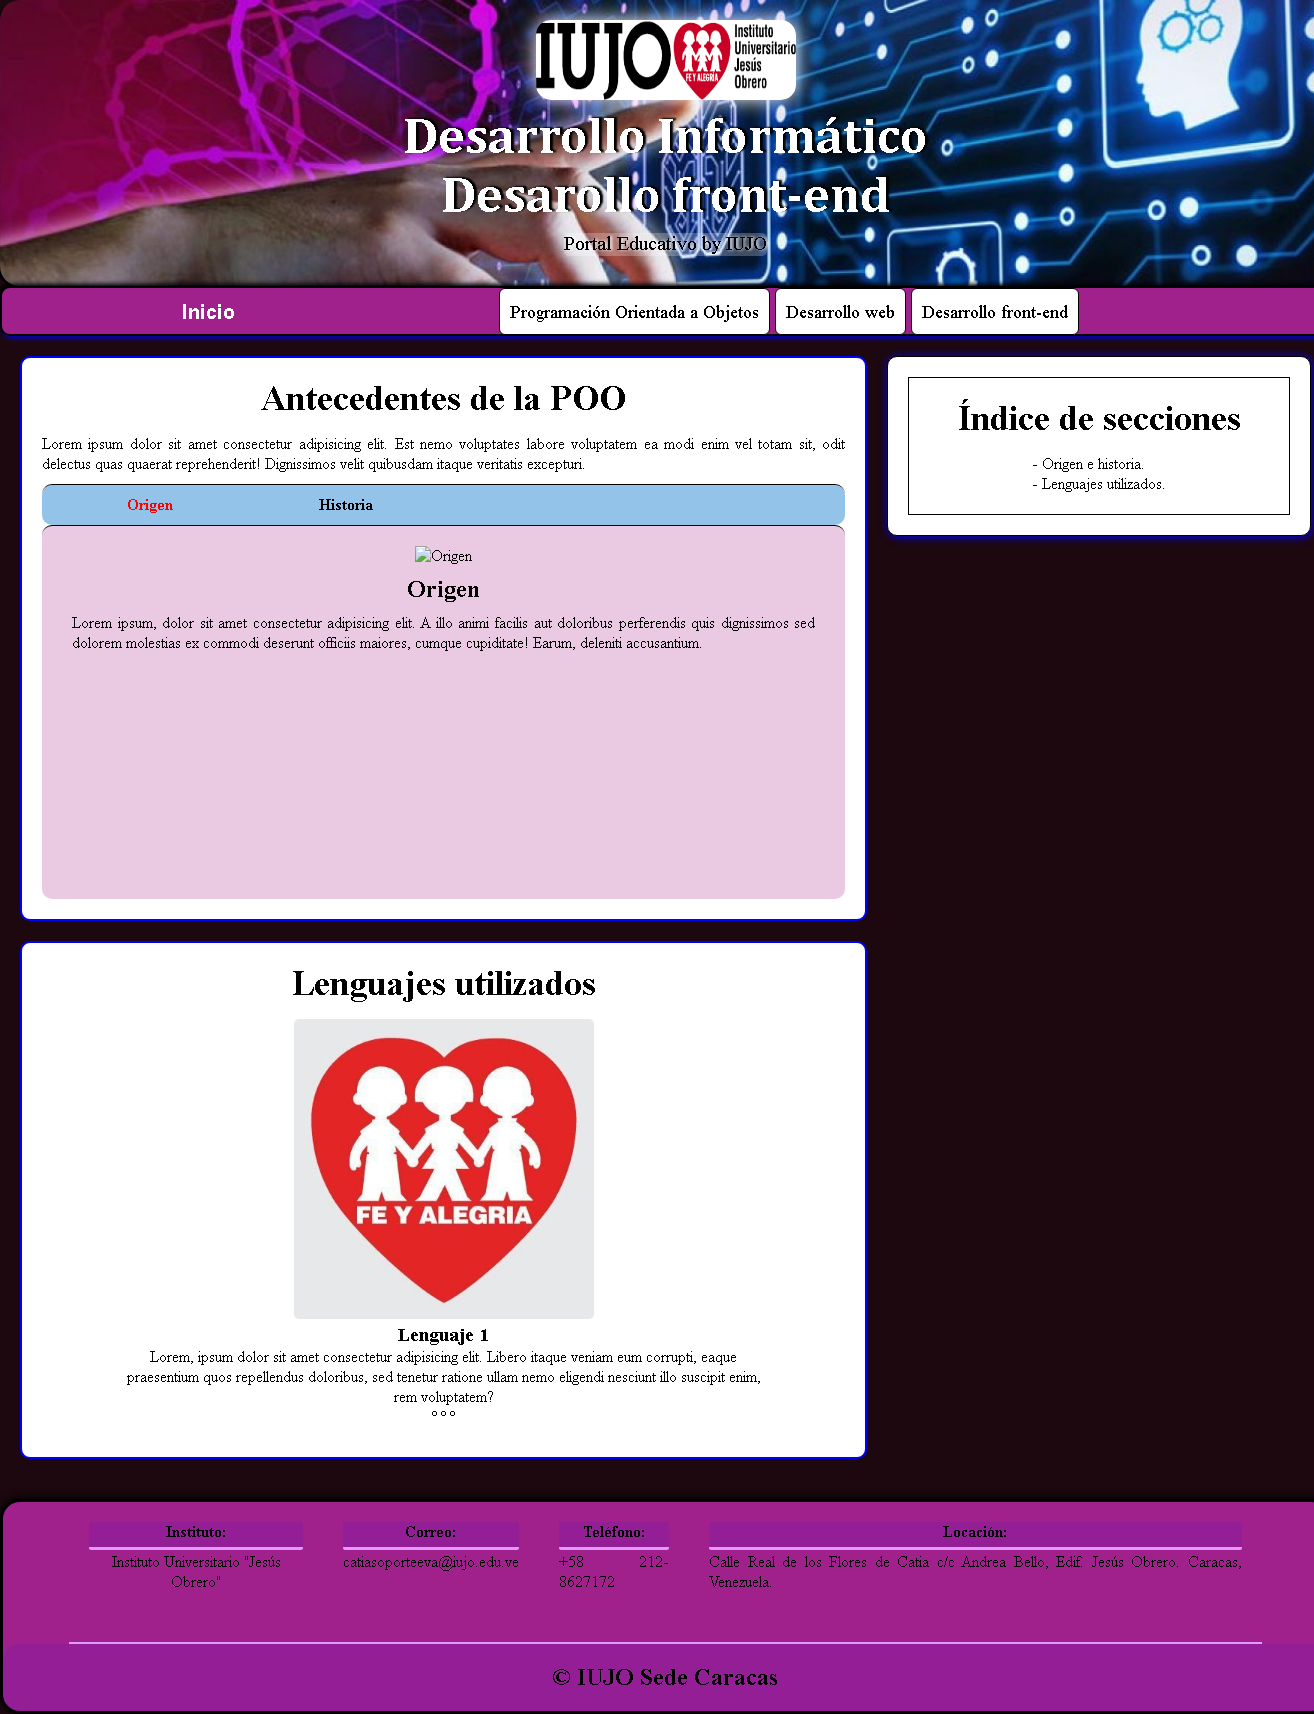 IUJO
FE Y ALEGRIA
Instituto
Universitario
Jesús
Obrero
Desarrollo Informático
Desarollo front-end
Portal Educativo by IUJO
Inicio
Programación Orientada a Objetos
Desarrollo web
Desarrollo front-end
Antecedentes de la POO
Lorem ipsum dolor sit amet consectetur adipisicing elit. Est nemo voluptates labore voluptatem ea modi enim vel totam sit, odit
delectus quas quaerat reprehenderit! Dignissimos velit quibusdam itaque veritatis excepturi.
Origen
Historia
Origen
Origen
Lorem ipsum, dolor sit amet consectetur adipisicing elit. A illo animi facilis aut doloribus perferendis quis dignissimos sed
dolorem molestias ex commodi deserunt officiis maiores, cumque cupiditate! Earum, deleniti accusantium.
Índice de secciones
- Origen e historia.
- Lenguajes utilizados.
Lenguajes utilizados
FE Y ALEGRIA
Lenguaje 1
Lorem, ipsum dolor sit amet consectetur adipisicing elit. Libero itaque veniam eum corrupti, eaque
praesentium quos repellendus doloribus, sed tenetur ratione ullam nemo eligendi nesciunt illo suscipit enim,
rem voluptatem?
Instituto:
Instituto Universitario "Jesús
Obrero"
Correo:
catiasoporteeva@iujo.edu.ve
Teléfono:
+58 212-
8627172
Locación:
Calle Real de los Flores de Catia c/c Andrea Bello, Edif. Jesús Obrero. Caracas,
Venezuela.
© IUJO Sede Caracas